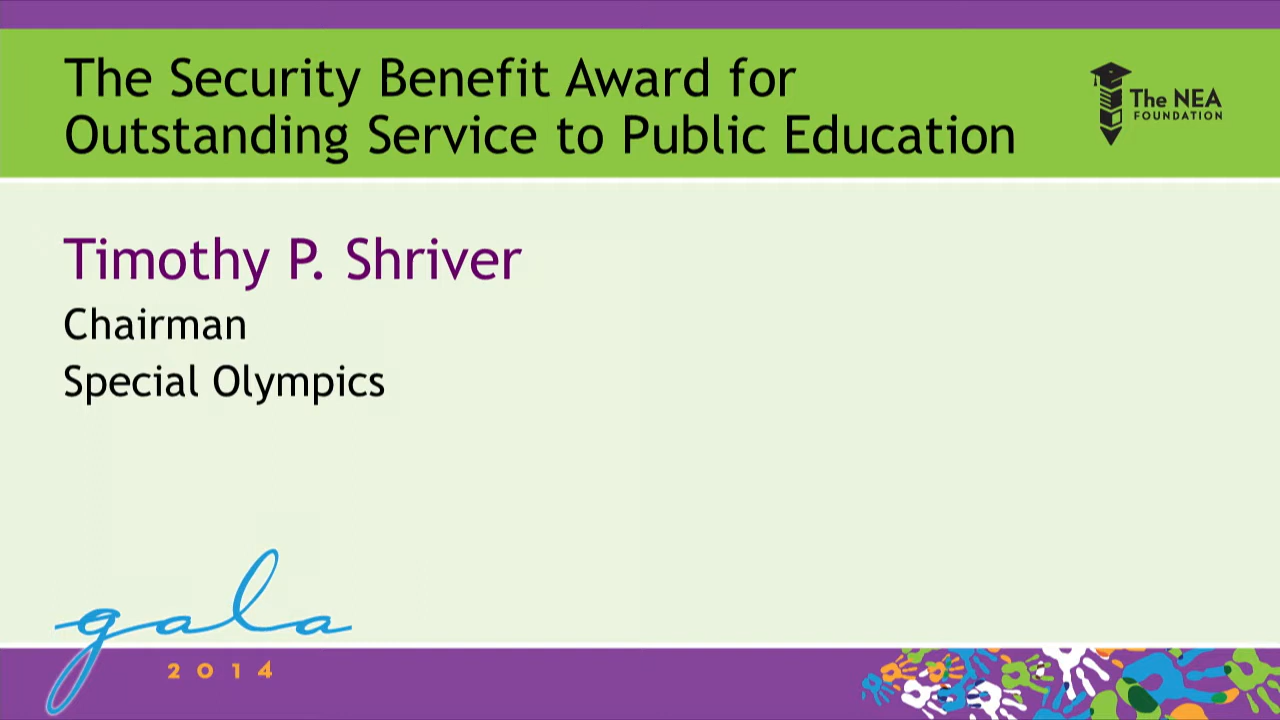 The Security Benefit Award for
Outstanding Service to Public Education
The NEA
FOUNDATION
Timothy P. Shriver
Chairman
Special Olympics
gala
2014